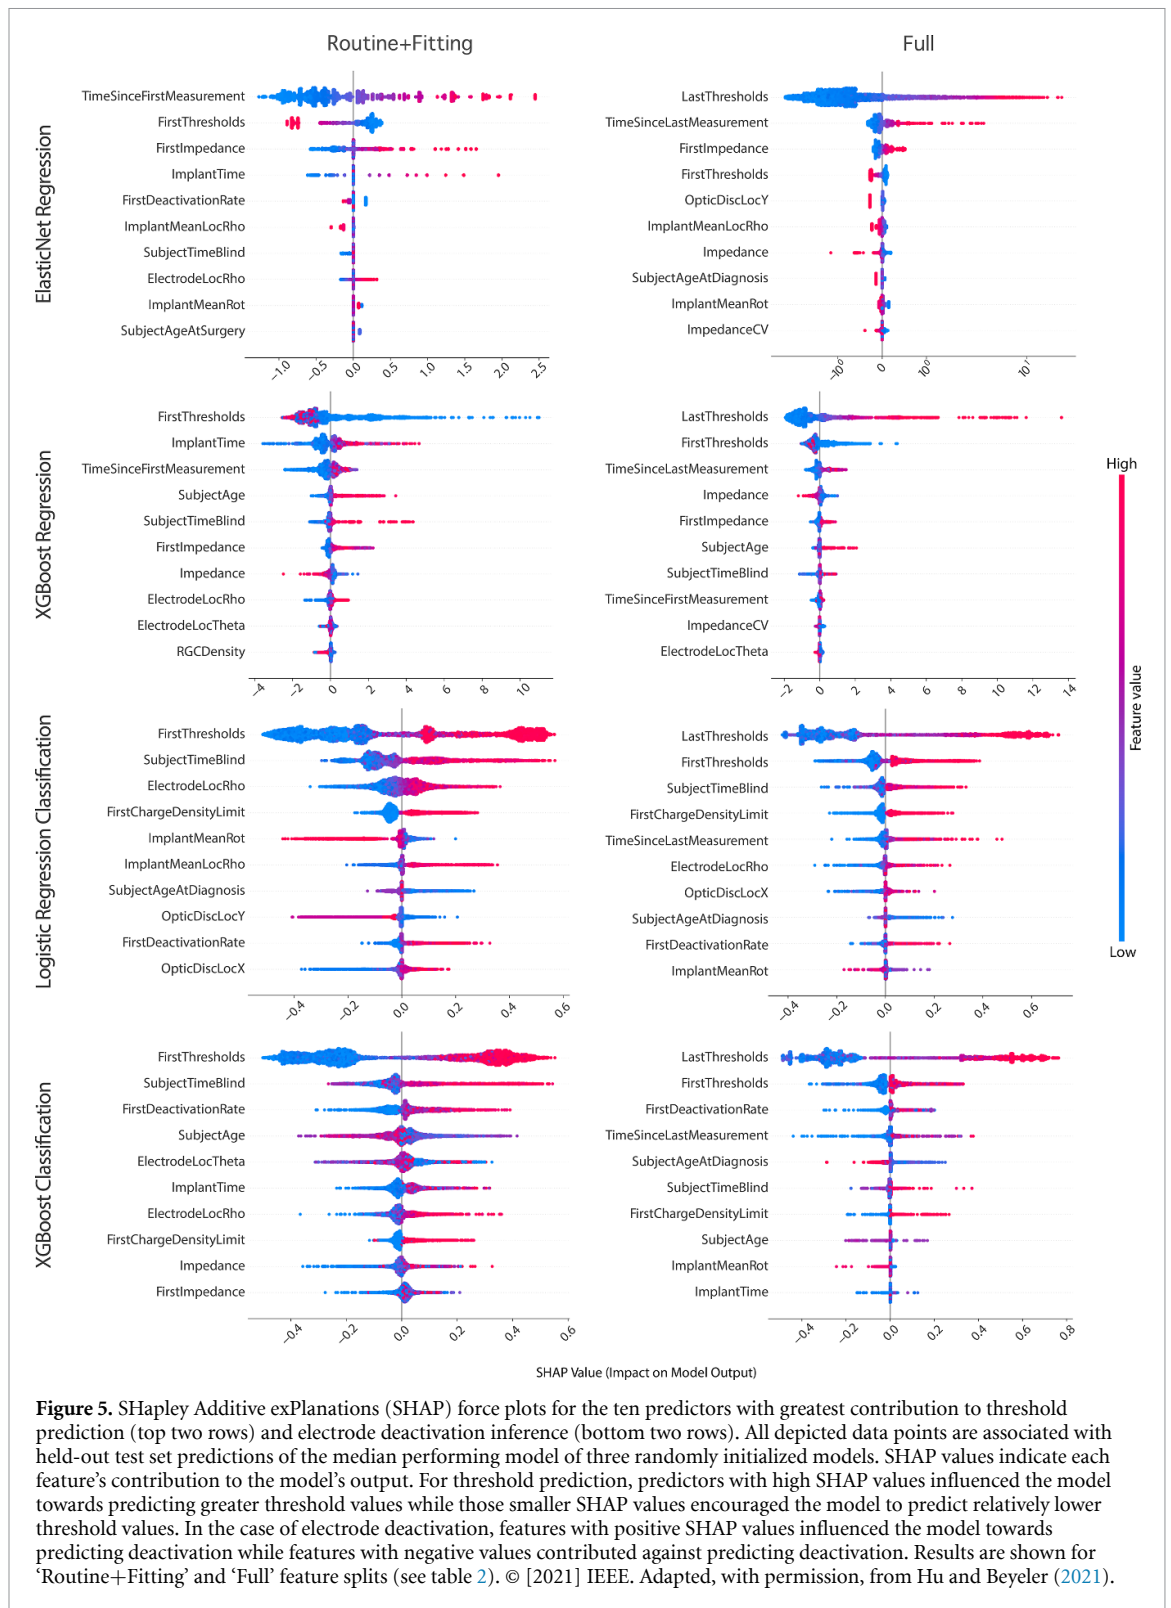 Routine+Fitting
Full
ElasticNet Regression
TimeSinceFirstMeasurement
FirstThresholds
FirstImpedance
ImplantTime
FirstDeactivationRate
ImplantMeanLocRho
SubjectTimeBlind
ElectrodeLocRho
ImplantMeanRot
SubjectAgeAtSurgery
-1.0 -0.5 0.0 0.5 1.0 1.5 2.0 2.5
LastThresholds
TimeSinceLastMeasurement
FirstImpedance
FirstThresholds
OpticDiscLocY
ImplantMeanLocRho
Impedance
SubjectAgeAtDiagnosis
ImplantMeanRot
ImpedanceCV
-10⁰ 0 10⁰ 10¹
XGBoost Regression
FirstThresholds
ImplantTime
TimeSinceFirstMeasurement
SubjectAge
SubjectTimeBlind
FirstImpedance
Impedance
ElectrodeLocRho
ElectrodeLocTheta
RGCDensity
-4 -2 0 2 4 6 8 10
LastThresholds
FirstThresholds
TimeSinceLastMeasurement
Impedance
FirstImpedance
SubjectAge
SubjectTimeBlind
TimeSinceFirstMeasurement
ImpedanceCV
ElectrodeLocTheta
-2 0 2 4 6 8 10 12 14
High
Feature value
Low
Logistic Regression Classification
FirstThresholds
SubjectTimeBlind
ElectrodeLocRho
FirstChargeDensityLimit
ImplantMeanRot
ImplantMeanLocRho
SubjectAgeAtDiagnosis
OpticDiscLocY
FirstDeactivationRate
OpticDiscLocX
-0.4 -0.2 0.0 0.2 0.4 0.6
LastThresholds
FirstThresholds
SubjectTimeBlind
FirstChargeDensityLimit
TimeSinceLastMeasurement
ElectrodeLocRho
OpticDiscLocX
SubjectAgeAtDiagnosis
FirstDeactivationRate
ImplantMeanRot
-0.4 -0.2 0.0 0.2 0.4 0.6
XGBoost Classification
FirstThresholds
SubjectTimeBlind
FirstDeactivationRate
SubjectAge
ElectrodeLocTheta
ImplantTime
ElectrodeLocRho
FirstChargeDensityLimit
Impedance
FirstImpedance
-0.4 -0.2 0.0 0.2 0.4 0.6
LastThresholds
FirstThresholds
FirstDeactivationRate
TimeSinceLastMeasurement
SubjectAgeAtDiagnosis
SubjectTimeBlind
FirstChargeDensityLimit
SubjectAge
ImplantMeanRot
ImplantTime
-0.4 -0.2 0.0 0.2 0.4 0.6 0.8
SHAP Value (Impact on Model Output)
Figure 5. SHapley Additive exPlanations (SHAP) force plots for the ten predictors with greatest contribution to threshold
prediction (top two rows) and electrode deactivation inference (bottom two rows). All depicted data points are associated with
held-out test set predictions of the median performing model of three randomly initialized models. SHAP values indicate each
feature's contribution to the model's output. For threshold prediction, predictors with high SHAP values influenced the model
towards predicting greater threshold values while those smaller SHAP values encouraged the model to predict relatively lower
threshold values. In the case of electrode deactivation, features with positive SHAP values influenced the model towards
predicting deactivation while features with negative values contributed against predicting deactivation. Results are shown for
'Routine+Fitting' and 'Full' feature splits (see table 2). © [2021] IEEE. Adapted, with permission, from Hu and Beyeler (2021).